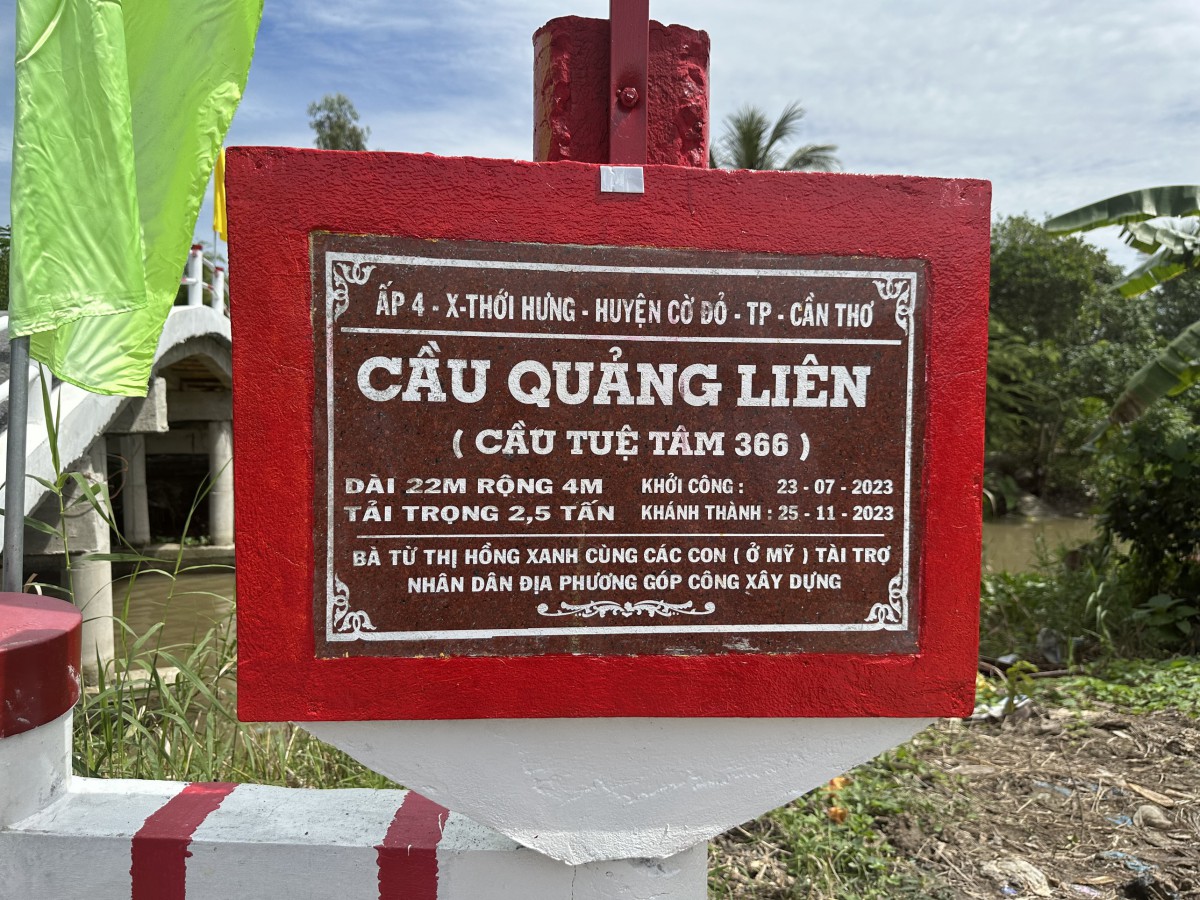 ẤP 4 - X-THỚI HƯNG - HUYỆN CỜ ĐỎ - TP - CẦN THƠ
CẦU QUẢNG LIÊN
( CẦU TUỆ TÂM 366 )
DÀI 22M RỘNG 4M KHỞI CÔNG : 23 - 07 - 2023
TẢI TRỌNG 2,5 TẤN KHÁNH THÀNH : 25 - 11 - 2023
BÀ TỪ THỊ HỒNG XANH CÙNG CÁC CON ( Ở MỸ ) TÀI TRỢ
NHÂN DÂN ĐỊA PHƯƠNG GÓP CÔNG XÂY DỰNG